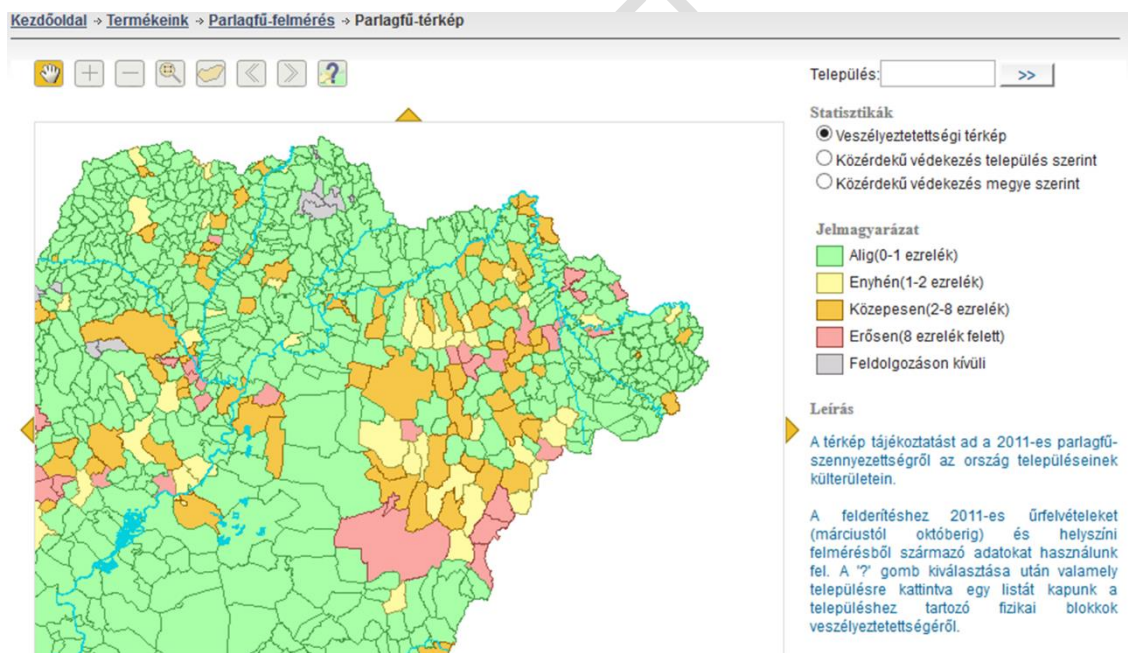 Kezdőoldal → Termékeink → Parlagfű-felmérés → Parlagfű-térkép
Település: >>
Statisztikák
Veszélyeztetettségi térkép
Közérdekű védekezés település szerint
Közérdekű védekezés megye szerint
Jelmagyarázat
Alig(0-1 ezrelék)
Enyhén(1-2 ezrelék)
Közepesen(2-8 ezrelék)
Erősen(8 ezrelék felett)
Feldolgozáson kívüli
Leírás
A térkép tájékoztatást ad a 2011-es parlagfű-
szennyezettségről az ország településeinek
külterületein.
A felderítéshez 2011-es űrfelvételeket
(márciustól októberig) és helyszíni
felmérésből származó adatokat használunk
fel. A '?' gomb kiválasztása után valamely
településre kattintva egy listát kapunk a
településhez tartozó fizikai blokkok
veszélyeztetettségéről.